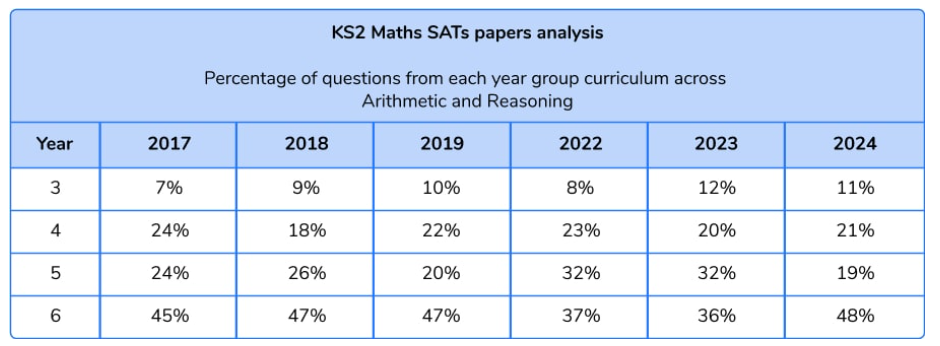 KS2 Maths SATs papers analysis
Percentage of questions from each year group curriculum across
Arithmetic and Reasoning
Year 2017 2018 2019 2022 2023 2024
3 7% 9% 10% 8% 12% 11%
4 24% 18% 22% 23% 20% 21%
5 24% 26% 20% 32% 32% 19%
6 45% 47% 47% 37% 36% 48%